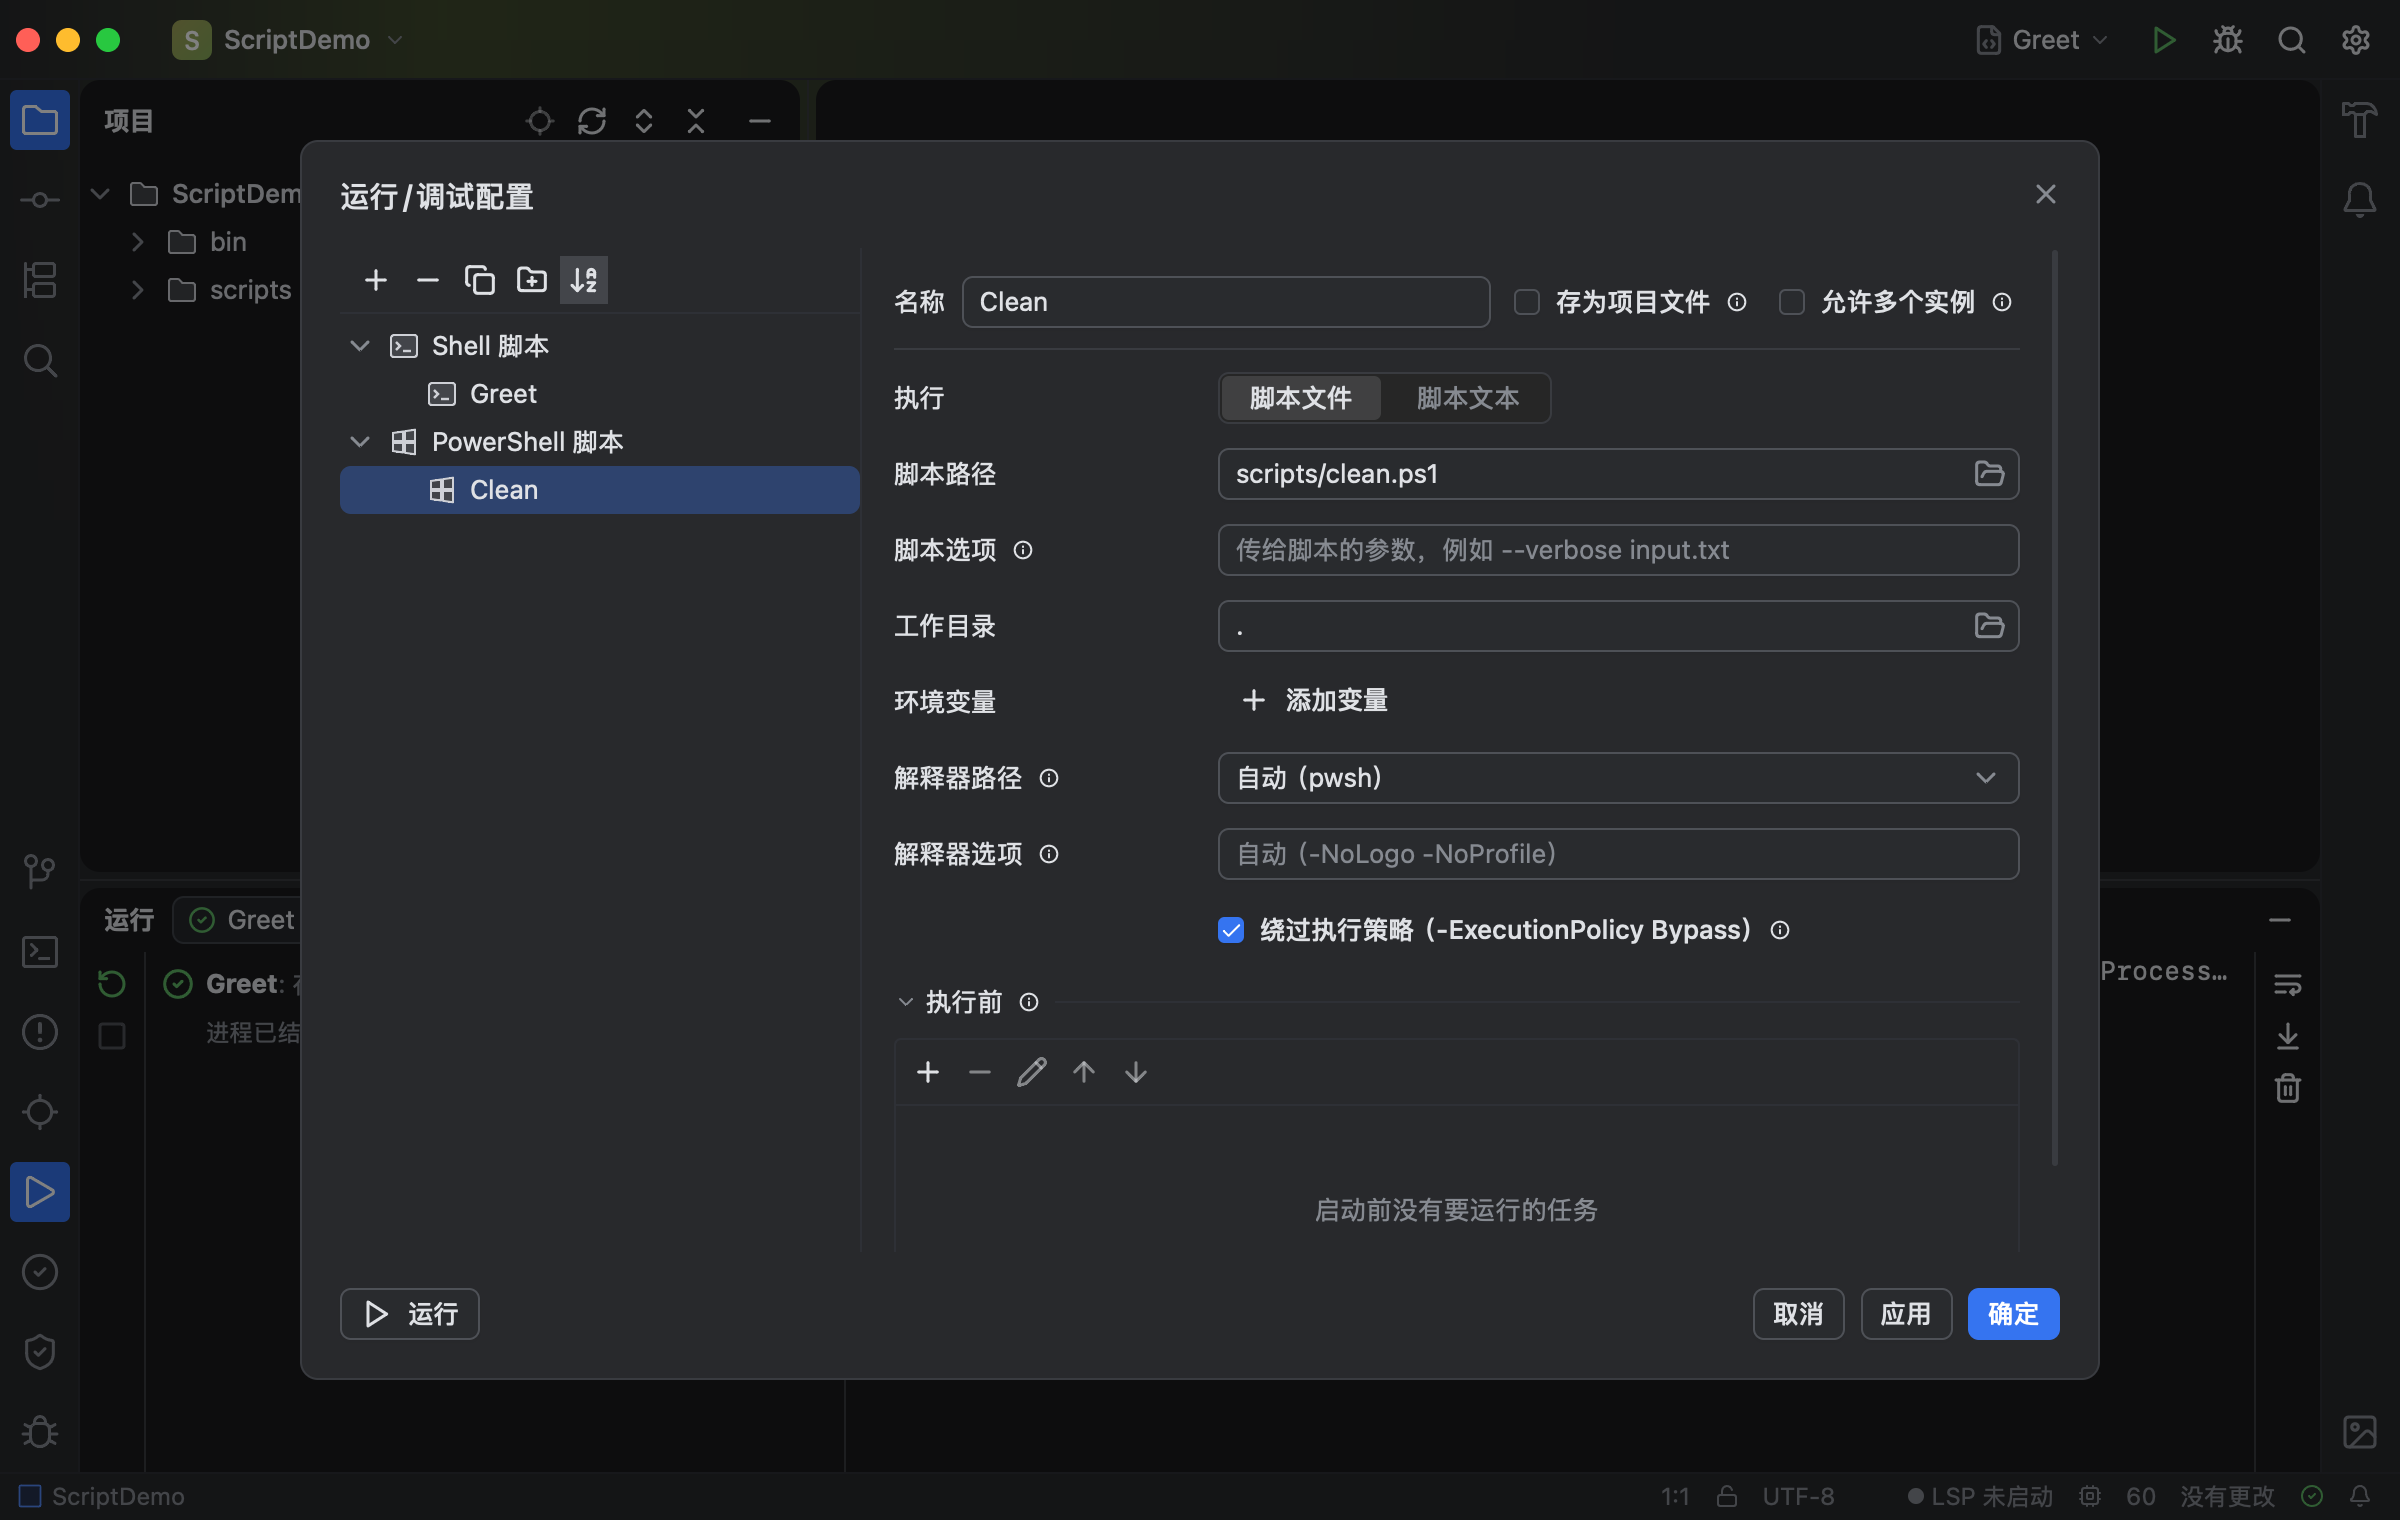 S ScriptDemo
Greet
项目
ScriptDem
bin
scripts
运行/调试配置
Shell 脚本
Greet
PowerShell 脚本
Clean
名称 Clean 存为项目文件 允许多个实例
执行 脚本文件 脚本文本
脚本路径 scripts/clean.ps1
脚本选项 传给脚本的参数，例如 --verbose input.txt
工作目录 .
环境变量 添加变量
解释器路径 自动（pwsh）
解释器选项 自动（-NoLogo -NoProfile）
绕过执行策略（-ExecutionPolicy Bypass）
执行前
启动前没有要运行的任务
运行 取消 应用 确定
运行 Greet
Greet:
进程已结
Process…
ScriptDemo
1:1 UTF-8 LSP 未启动 60 没有更改